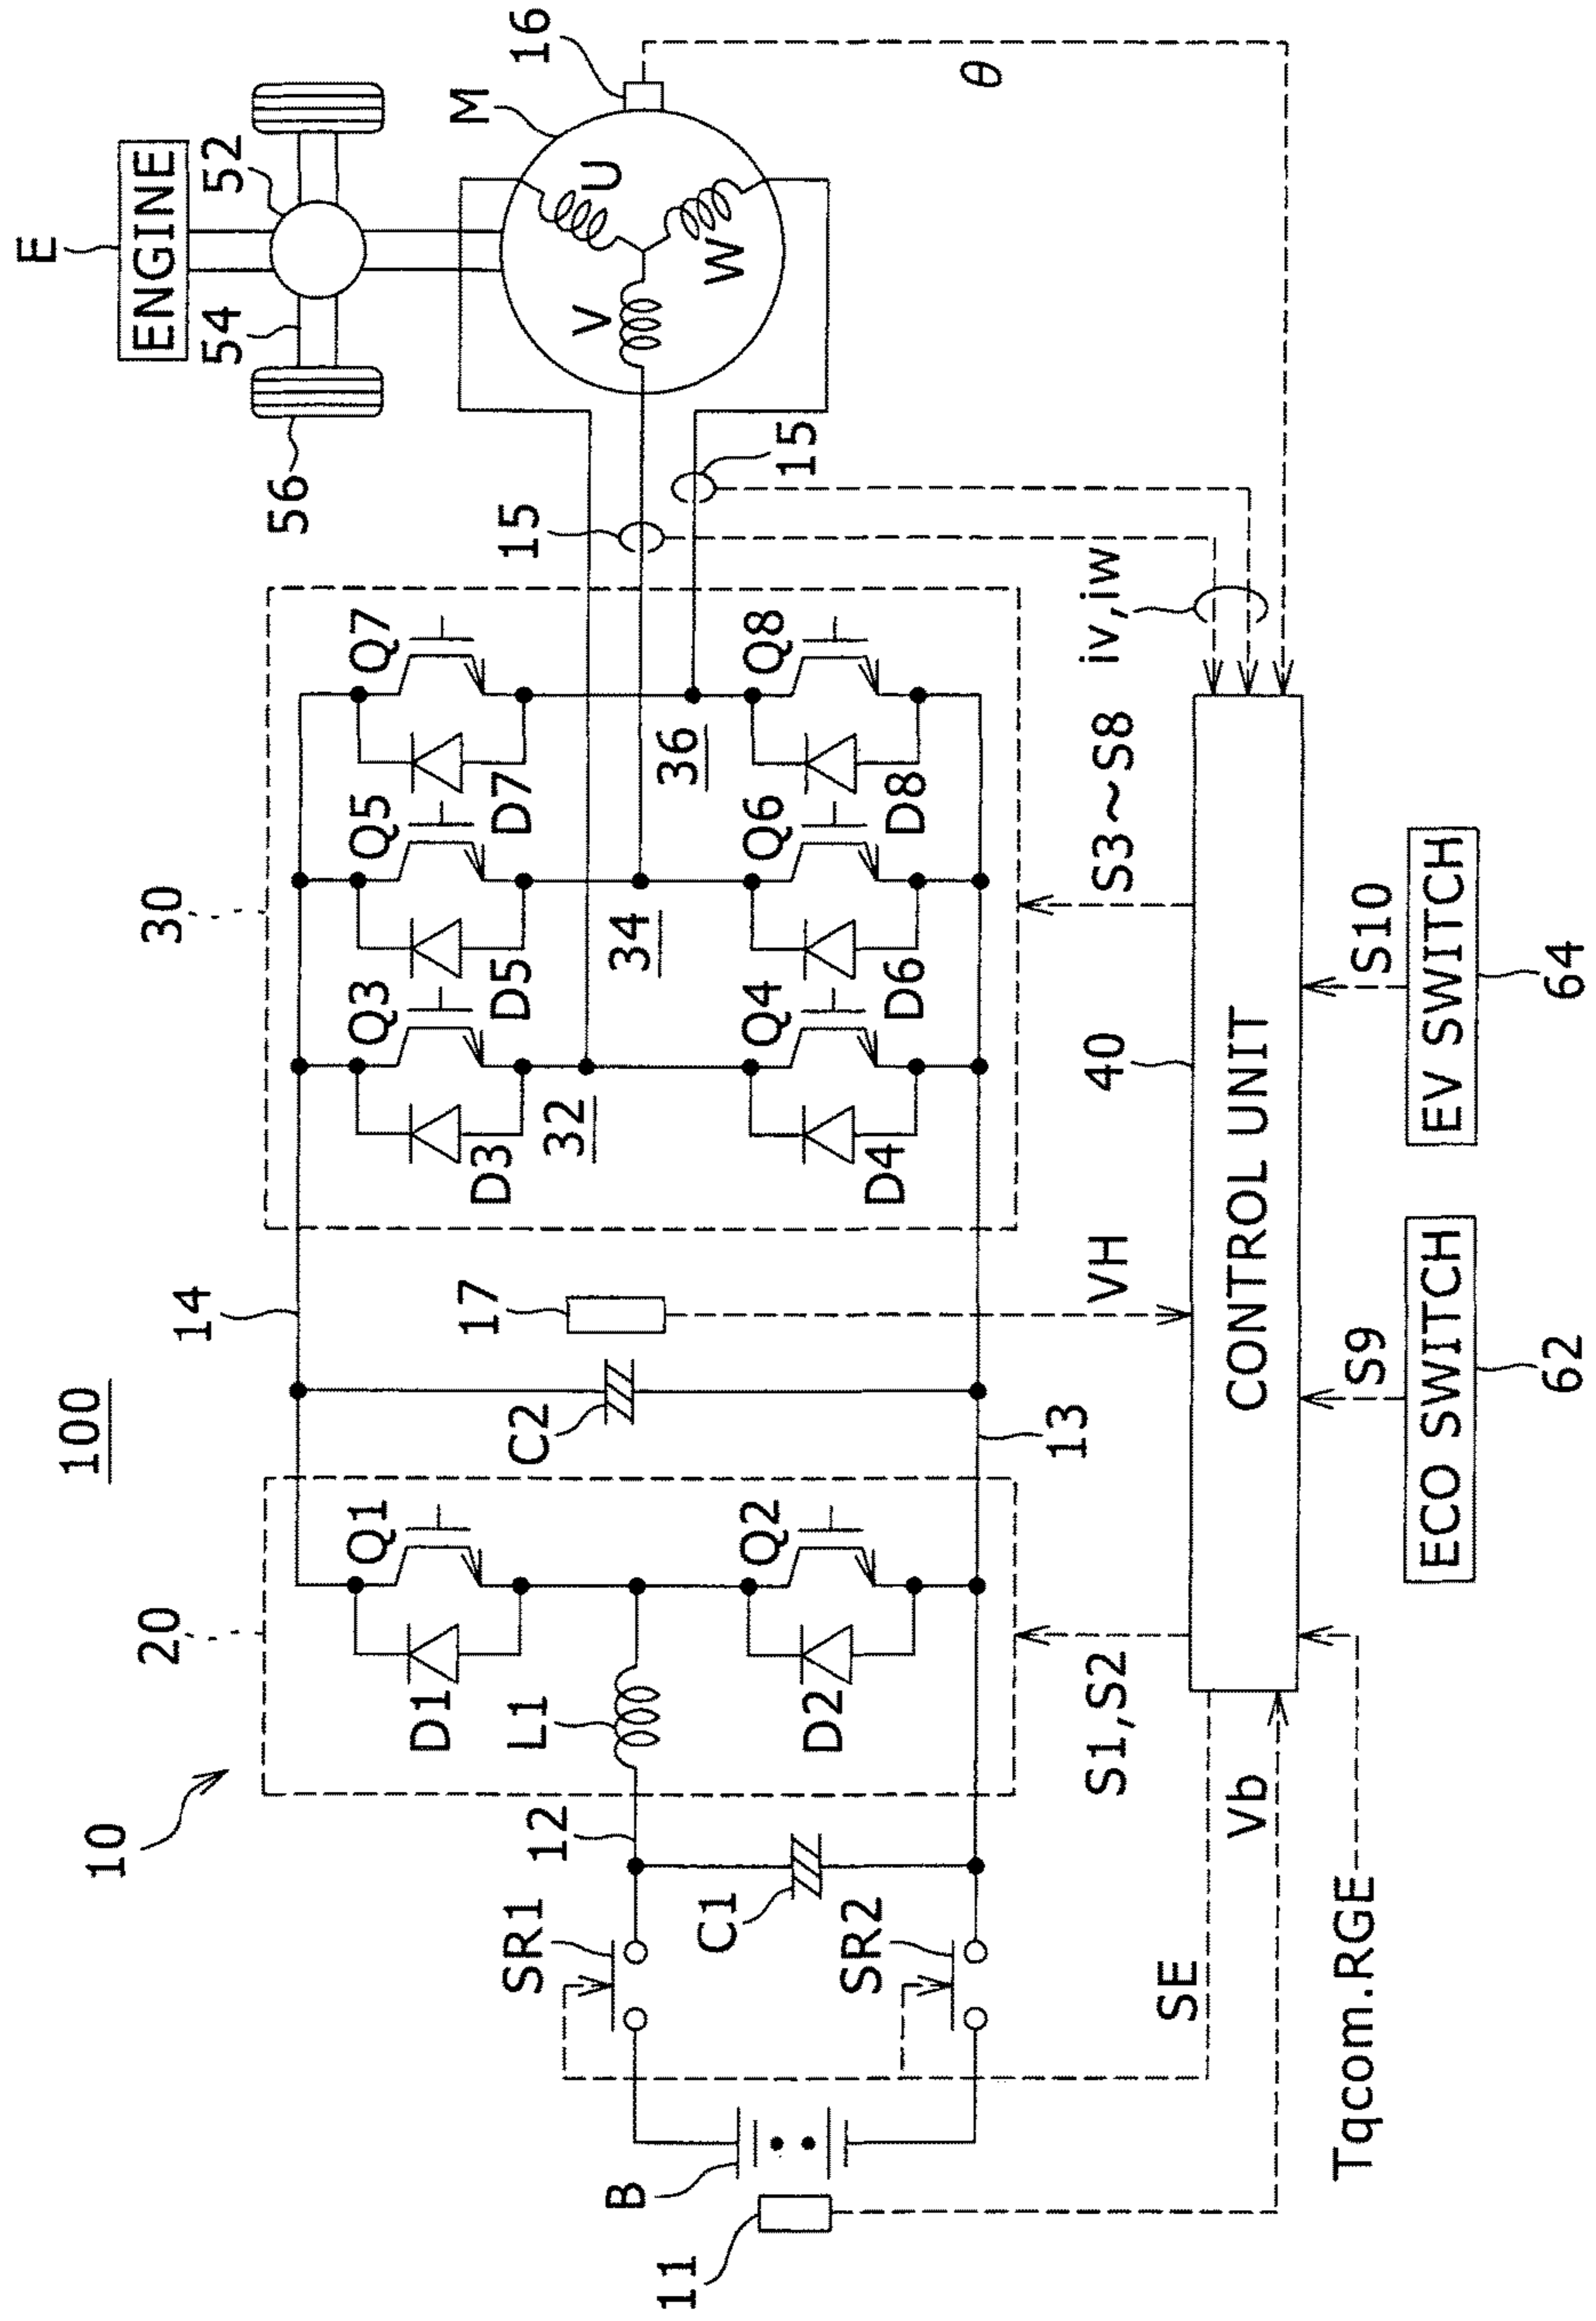 100
10
20
14
30
E
ENGINE
52
54
56
M
16
U
V
W
15
15
θ
Q1
D1
Q2
D2
L1
12
SR1
SR2
C1
B
11
C2
17
13
Q3
D3
Q5
D5
Q7
D7
32
34
36
Q4
D4
Q6
D6
Q8
D8
S1,S2
VH
S3~S8
iv,iw
SE
Vb
Tqcom.RGE
40
CONTROL UNIT
S9
S10
ECO SWITCH
EV SWITCH
62
64